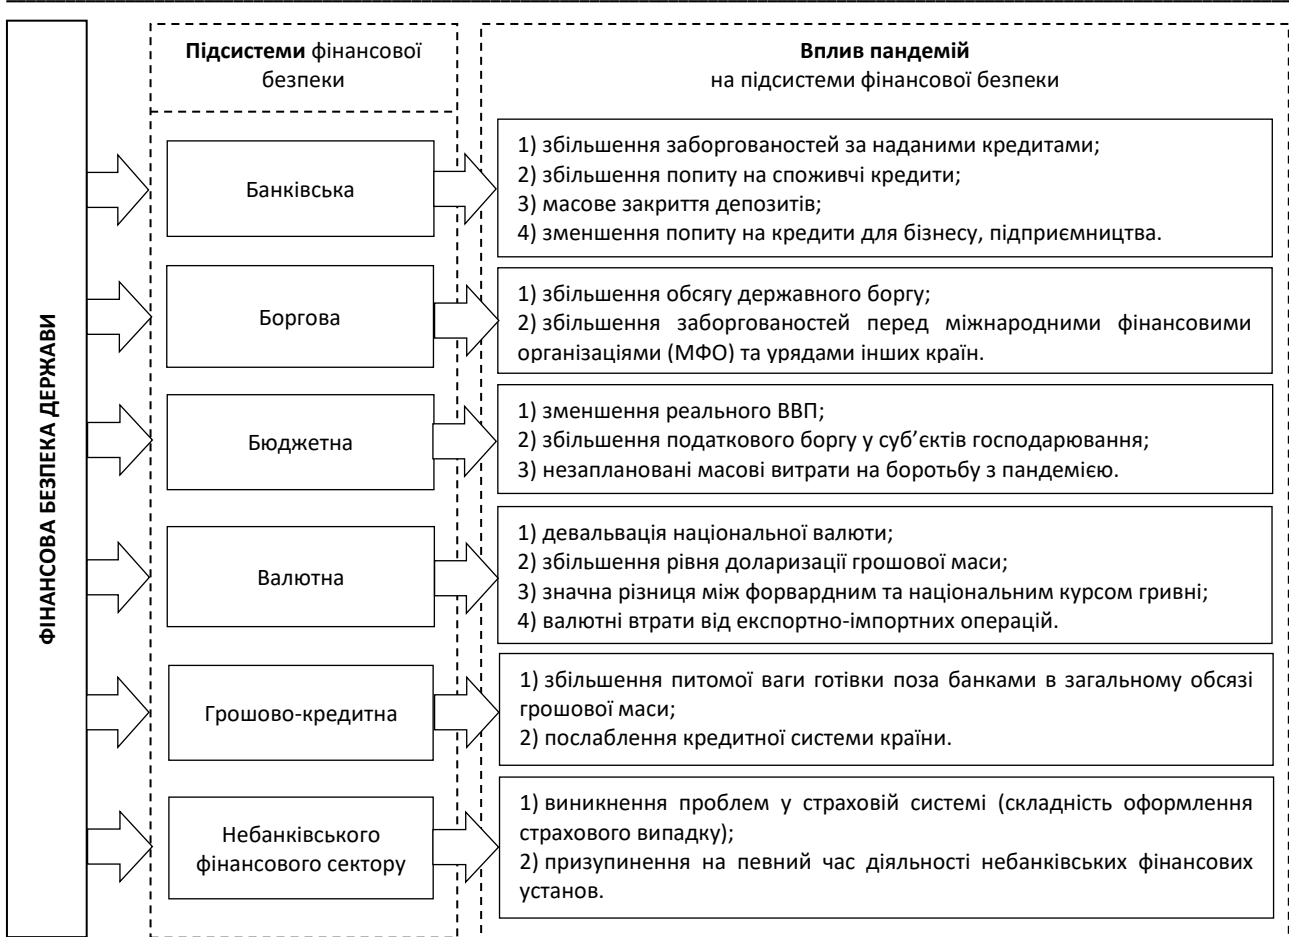 ФІНАНСОВА БЕЗПЕКА ДЕРЖАВИ
Підсистеми фінансової
безпеки
Вплив пандемій
на підсистеми фінансової безпеки
Банківська
1) збільшення заборгованостей за наданими кредитами;
2) збільшення попиту на споживчі кредити;
3) масове закриття депозитів;
4) зменшення попиту на кредити для бізнесу, підприємництва.
Боргова
1) збільшення обсягу державного боргу;
2) збільшення заборгованостей перед міжнародними фінансовими
організаціями (МФО) та урядами інших країн.
Бюджетна
1) зменшення реального ВВП;
2) збільшення податкового боргу у суб’єктів господарювання;
3) незаплановані масові витрати на боротьбу з пандемією.
Валютна
1) девальвація національної валюти;
2) збільшення рівня доларизації грошової маси;
3) значна різниця між форвардним та національним курсом гривні;
4) валютні втрати від експортно-імпортних операцій.
Грошово-кредитна
1) збільшення питомої ваги готівки поза банками в загальному обсязі
грошової маси;
2) послаблення кредитної системи країни.
Небанківського
фінансового сектору
1) виникнення проблем у страховій системі (складність оформлення
страхового випадку);
2) призупинення на певний час діяльності небанківських фінансових
установ.